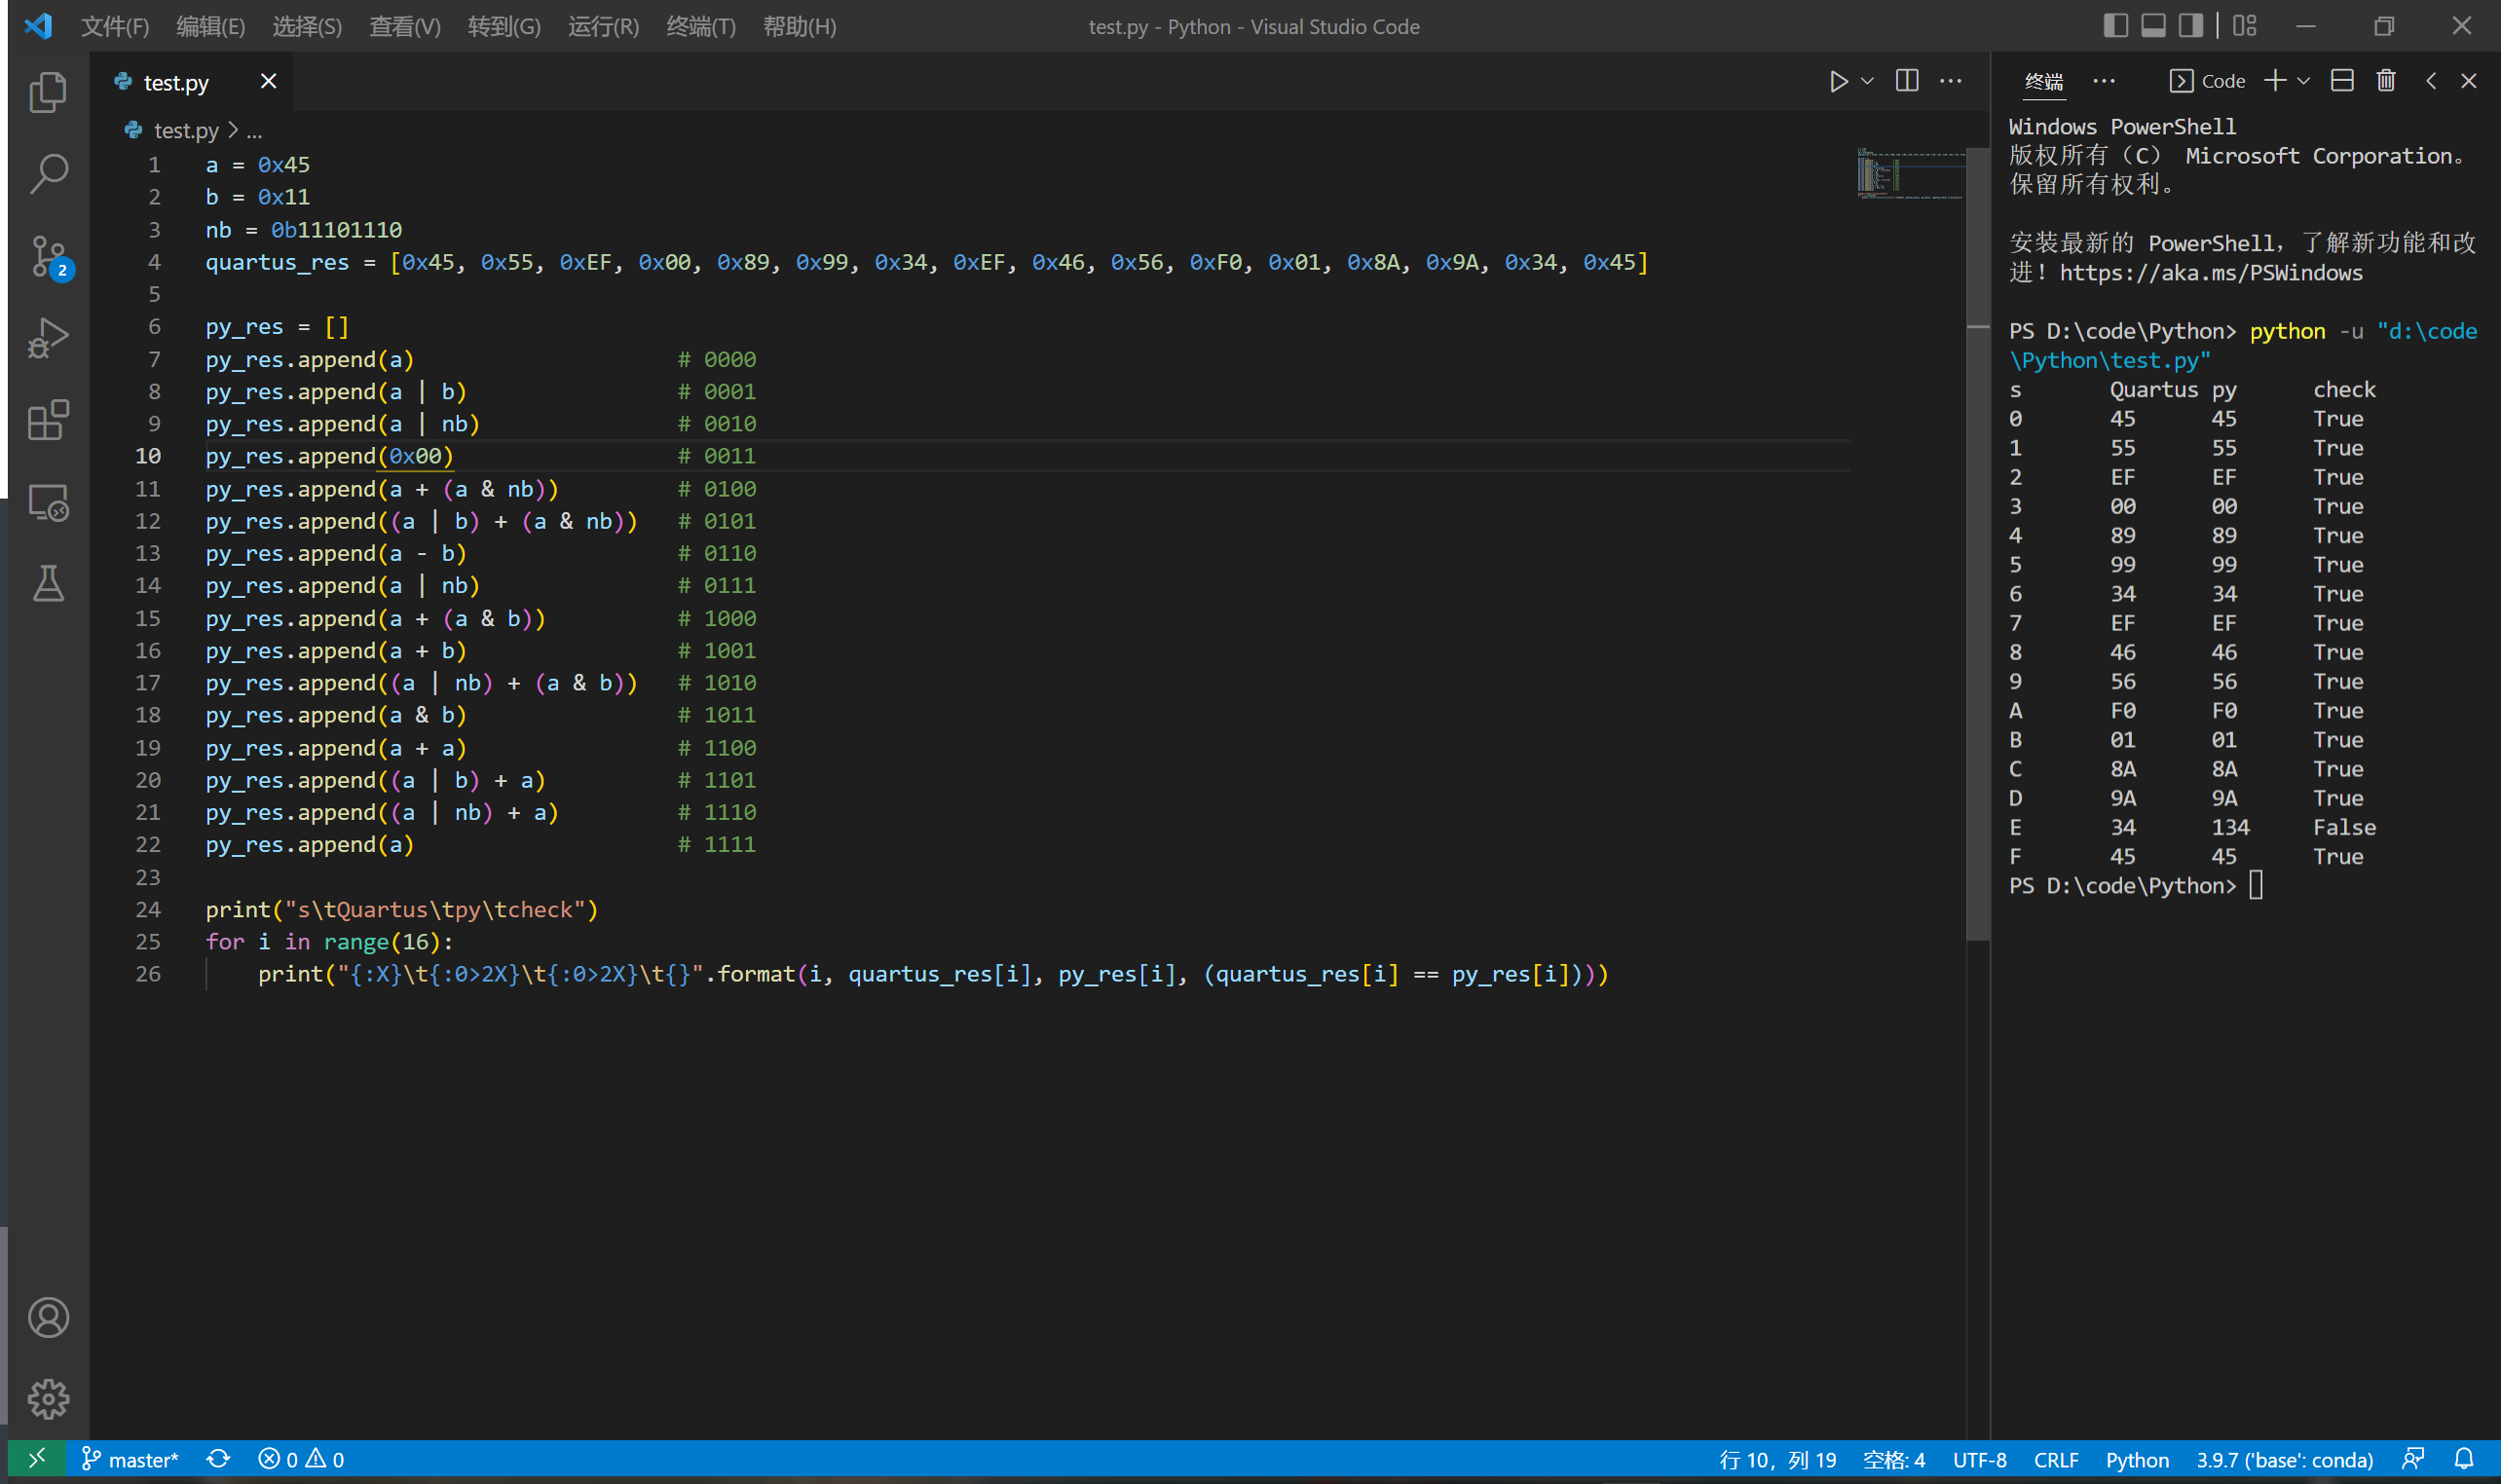 文件(F) 编辑(E) 选择(S) 查看(V) 转到(G) 运行(R) 终端(T) 帮助(H) test.py - Python - Visual Studio Code
test.py
test.py > ...
1 a = 0x45
2 b = 0x11
3 nb = 0b11101110
4 quartus_res = [0x45, 0x55, 0xEF, 0x00, 0x89, 0x99, 0x34, 0xEF, 0x46, 0x56, 0xF0, 0x01, 0x8A, 0x9A, 0x34, 0x45]
5
6 py_res = []
7 py_res.append(a) # 0000
8 py_res.append(a | b) # 0001
9 py_res.append(a | nb) # 0010
10 py_res.append(0x00) # 0011
11 py_res.append(a + (a & nb)) # 0100
12 py_res.append((a | b) + (a & nb)) # 0101
13 py_res.append(a - b) # 0110
14 py_res.append(a | nb) # 0111
15 py_res.append(a + (a & b)) # 1000
16 py_res.append(a + b) # 1001
17 py_res.append((a | nb) + (a & b)) # 1010
18 py_res.append(a & b) # 1011
19 py_res.append(a + a) # 1100
20 py_res.append((a | b) + a) # 1101
21 py_res.append((a | nb) + a) # 1110
22 py_res.append(a) # 1111
23
24 print("s\tQuartus\tpy\tcheck")
25 for i in range(16):
26 print("{:X}\t{:0>2X}\t{:0>2X}\t{}".format(i, quartus_res[i], py_res[i], (quartus_res[i] == py_res[i])))
终端 ... Code
Windows PowerShell
版权所有（C） Microsoft Corporation。
保留所有权利。
安装最新的 PowerShell，了解新功能和改
进！https://aka.ms/PSWindows
PS D:\code\Python> python -u "d:\code
\Python\test.py"
s Quartus py check
0 45 45 True
1 55 55 True
2 EF EF True
3 00 00 True
4 89 89 True
5 99 99 True
6 34 34 True
7 EF EF True
8 46 46 True
9 56 56 True
A F0 F0 True
B 01 01 True
C 8A 8A True
D 9A 9A True
E 34 134 False
F 45 45 True
PS D:\code\Python>
2
master* 0 0 行 10，列 19 空格: 4 UTF-8 CRLF Python 3.9.7 ('base': conda)